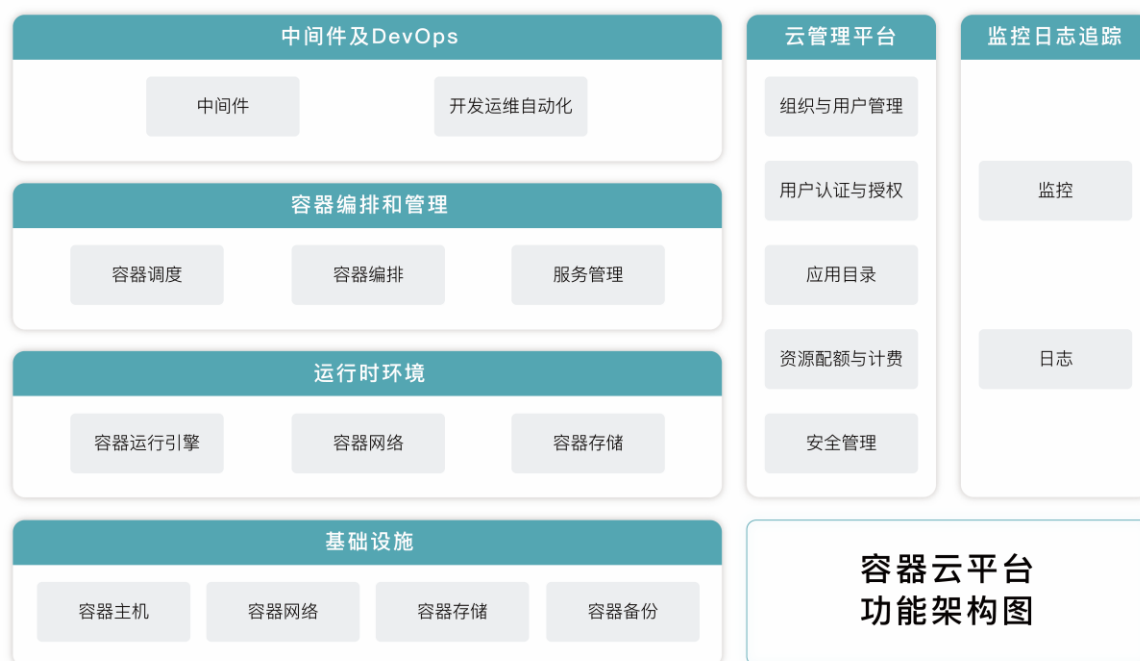 中间件及DevOps
中间件
开发运维自动化
容器编排和管理
容器调度
容器编排
服务管理
运行时环境
容器运行引擎
容器网络
容器存储
基础设施
容器主机
容器网络
容器存储
容器备份
云管理平台
组织与用户管理
用户认证与授权
应用目录
资源配额与计费
安全管理
监控日志追踪
监控
日志
容器云平台
功能架构图